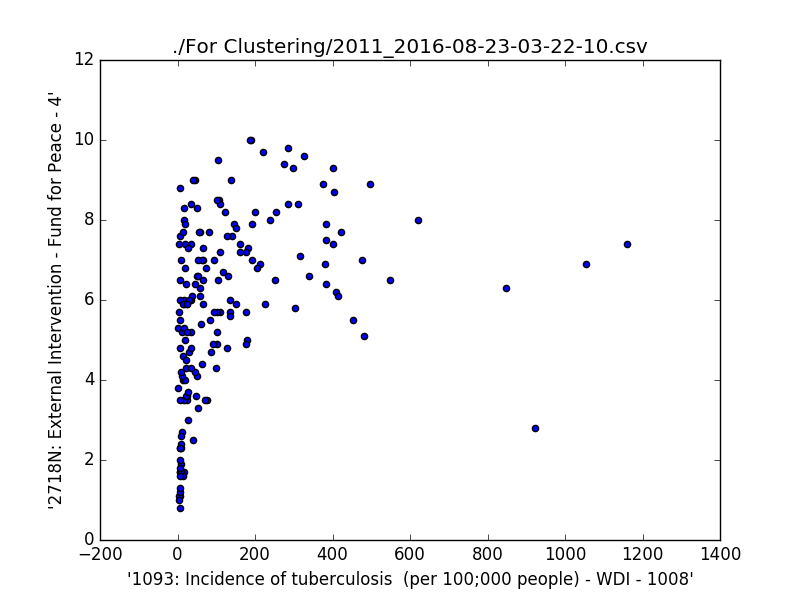 ./For Clustering/2011_2016-08-23-03-22-10.csv
12
10
8
6
4
2
0
'2718N: External Intervention - Fund for Peace - 4'
−200 0 200 400 600 800 1000 1200 1400
'1093: Incidence of tuberculosis  (per 100;000 people) - WDI - 1008'